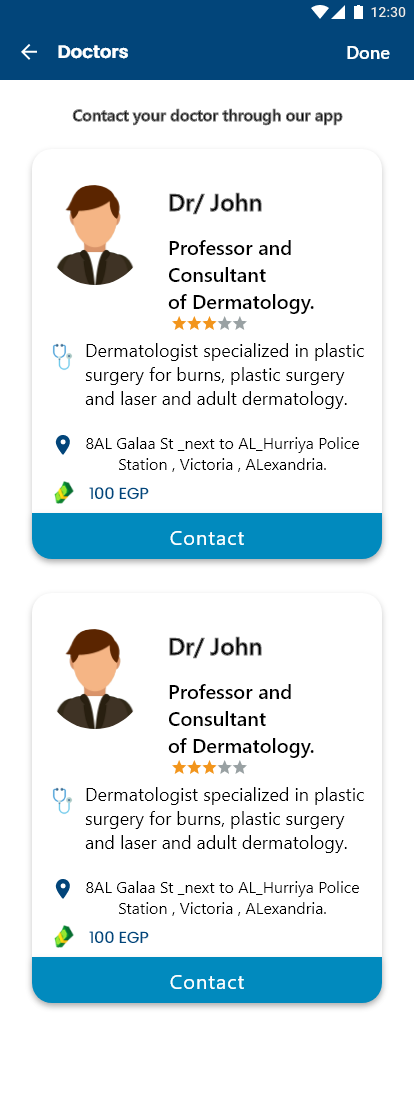 12:30
Doctors
Done
Contact your doctor through our app
Dr/ John
Professor and
Consultant
of Dermatology.
Dermatologist specialized in plastic
surgery for burns, plastic surgery
and laser and adult dermatology.
8AL Galaa St _next to AL_Hurriya Police
Station , Victoria , ALexandria.
100 EGP
Contact
Dr/ John
Professor and
Consultant
of Dermatology.
Dermatologist specialized in plastic
surgery for burns, plastic surgery
and laser and adult dermatology.
8AL Galaa St _next to AL_Hurriya Police
Station , Victoria , ALexandria.
100 EGP
Contact